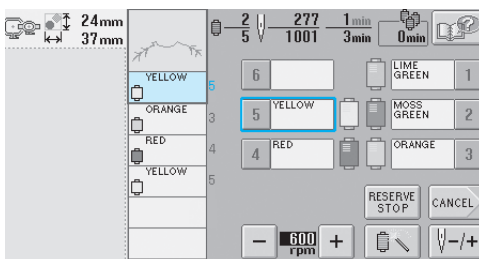 24mm
37mm
0 2/5 277/1001 1min/3min 0min
YELLOW 5
ORANGE 3
RED 4
YELLOW 5
6 LIME GREEN 1
5 YELLOW MOSS GREEN 2
4 RED ORANGE 3
RESERVE STOP CANCEL
− 600 rpm + −/+